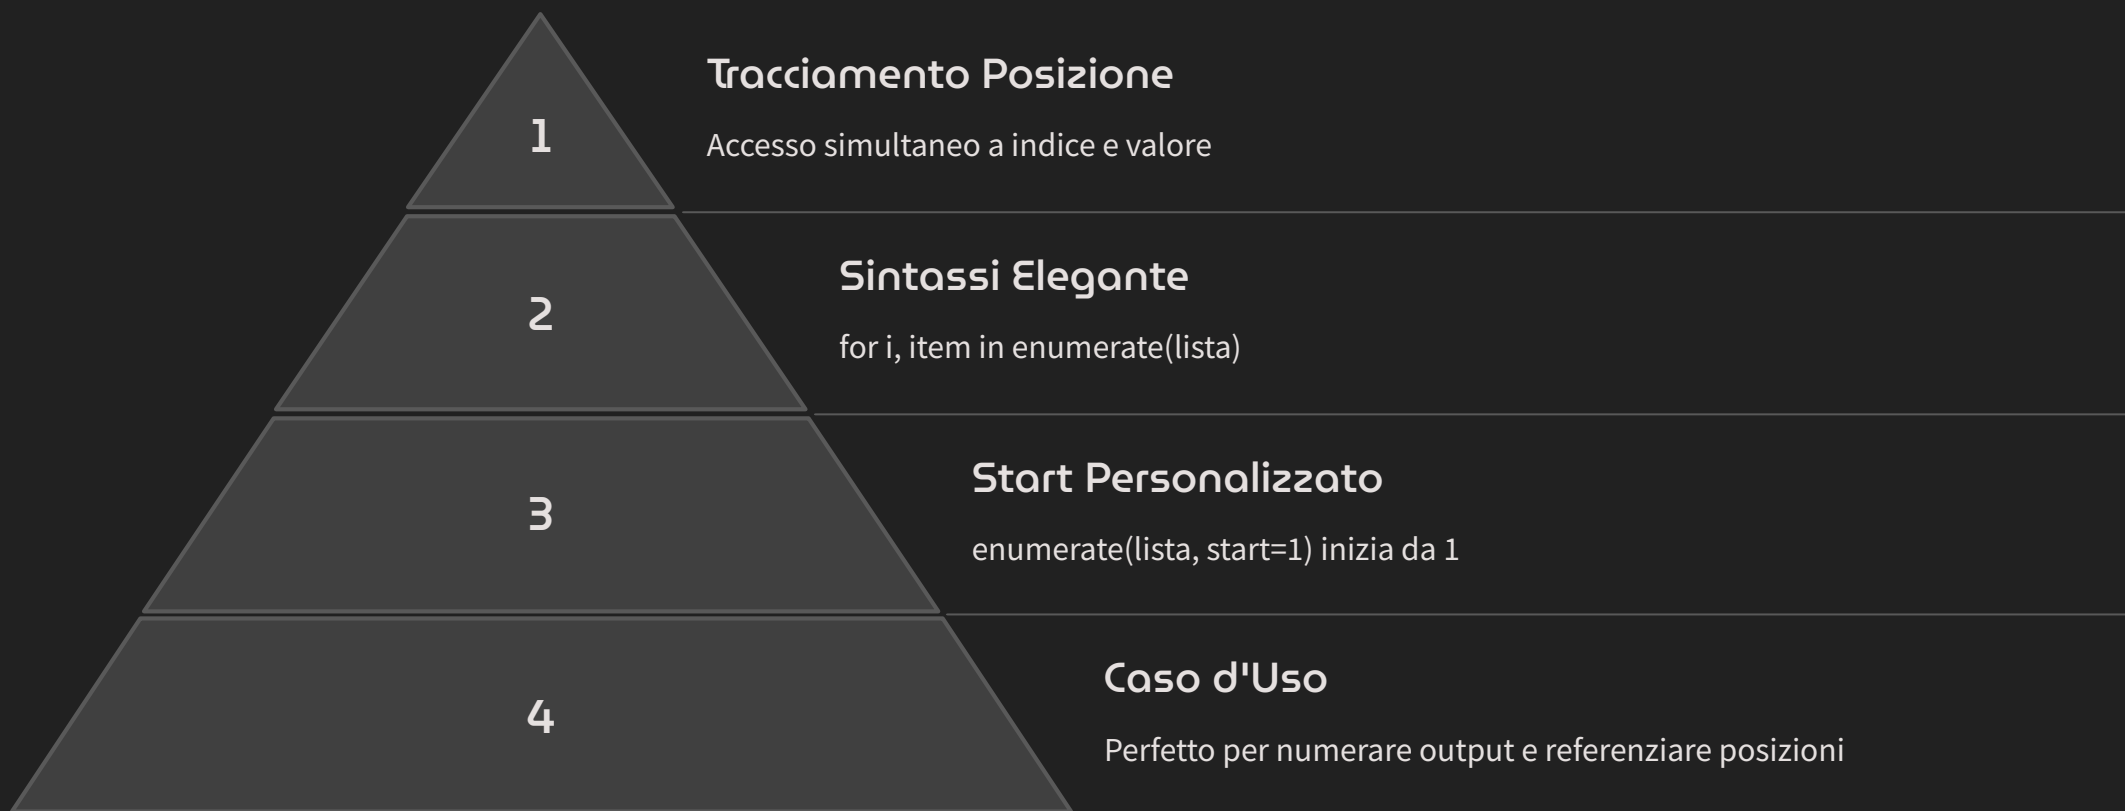 1
Tracciamento Posizione
Accesso simultaneo a indice e valore
2
Sintassi Elegante
for i, item in enumerate(lista)
3
Start Personalizzato
enumerate(lista, start=1) inizia da 1
4
Caso d'Uso
Perfetto per numerare output e referenziare posizioni